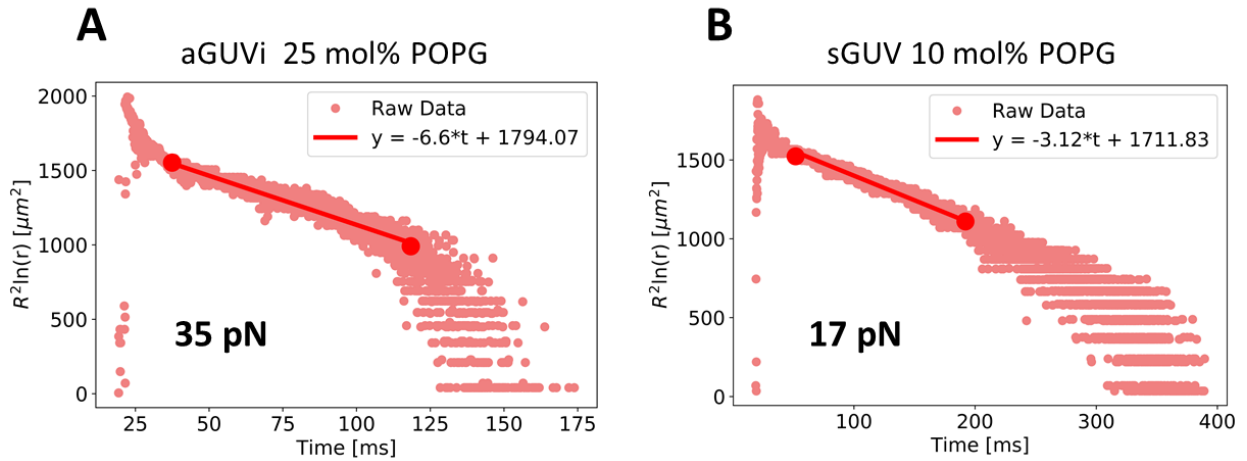 A
aGUVi 25 mol% POPG
2000
1500
1000
500
0
R²ln(r) [μm²]
Raw Data
y = -6.6*t + 1794.07
35 pN
25
50
75
100
125
150
175
Time [ms]
B
sGUV 10 mol% POPG
1500
1000
500
0
R²ln(r) [μm²]
Raw Data
y = -3.12*t + 1711.83
17 pN
100
200
300
400
Time [ms]